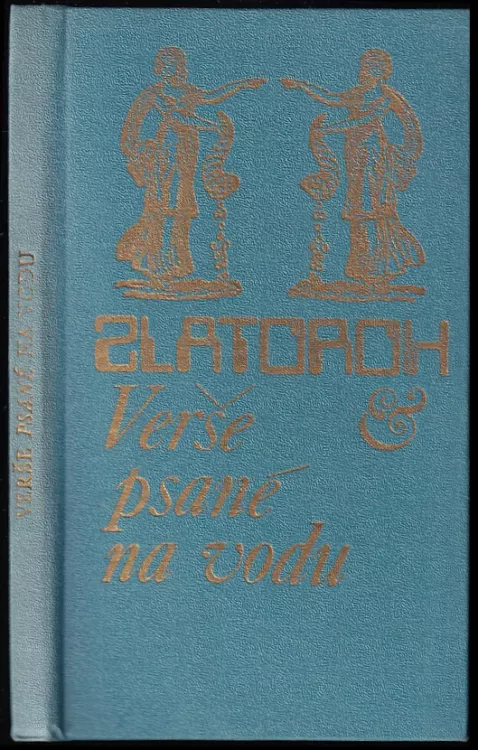 VERŠE PSANÉ NA VODU
ZLATOROH
Verše &
psané
na vodu